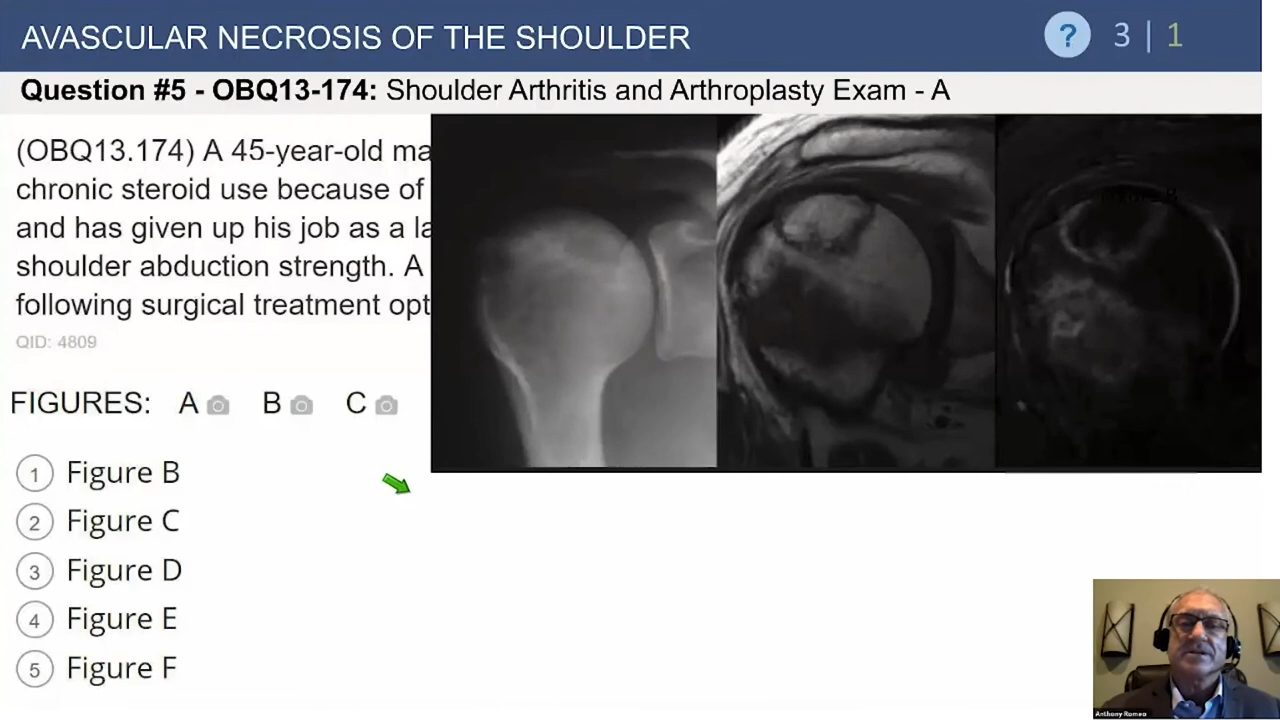 AVASCULAR NECROSIS OF THE SHOULDER
? 3 | 1
Question #5 - OBQ13-174: Shoulder Arthritis and Arthroplasty Exam - A
(OBQ13.174) A 45-year-old ma
chronic steroid use because of
and has given up his job as a la
shoulder abduction strength. A
following surgical treatment opt
QID: 4809
FIGURES: A B C
1 Figure B
2 Figure C
3 Figure D
4 Figure E
5 Figure F
Anthony Romeo